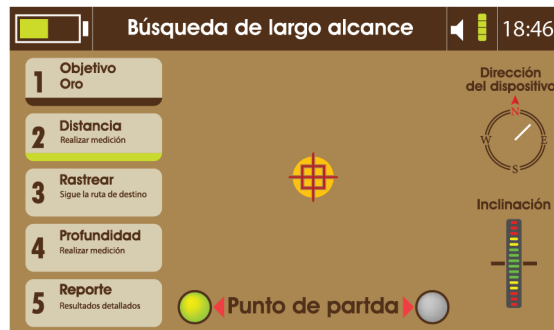 Búsqueda de largo alcance
18:46
1 Objetivo
Oro
2 Distancia
Realizar medición
3 Rastrear
Sigue la ruta de destino
4 Profundidad
Realizar medición
5 Reporte
Resultados detallados
Dirección
del dispositivo
N
W E
S
Inclinación
Punto de partda